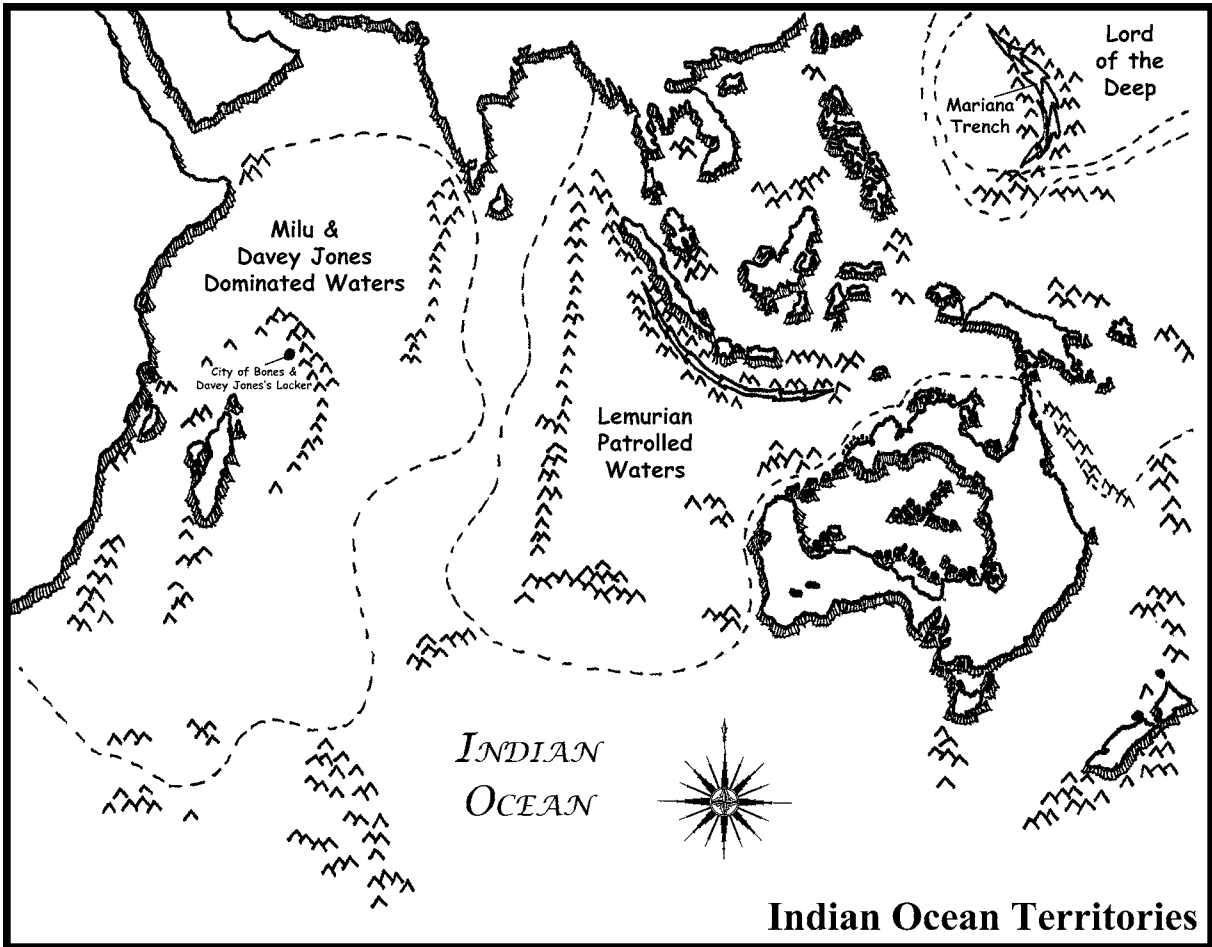 Lord
of the
Deep
Mariana
Trench
Milu &
Davey Jones
Dominated Waters
City of Bones &
Davey Jones's Locker
Lemurian
Patrolled
Waters
Indian
Ocean
Indian Ocean Territories